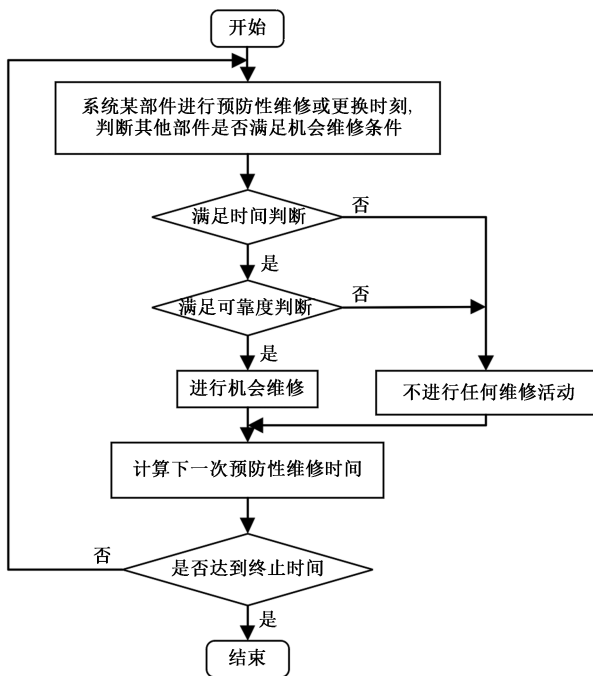 开始
系统某部件进行预防性维修或更换时刻,
判断其他部件是否满足机会维修条件
满足时间判断
否
是
满足可靠度判断
否
是
进行机会维修
不进行任何维修活动
计算下一次预防性维修时间
否
是否达到终止时间
是
结束